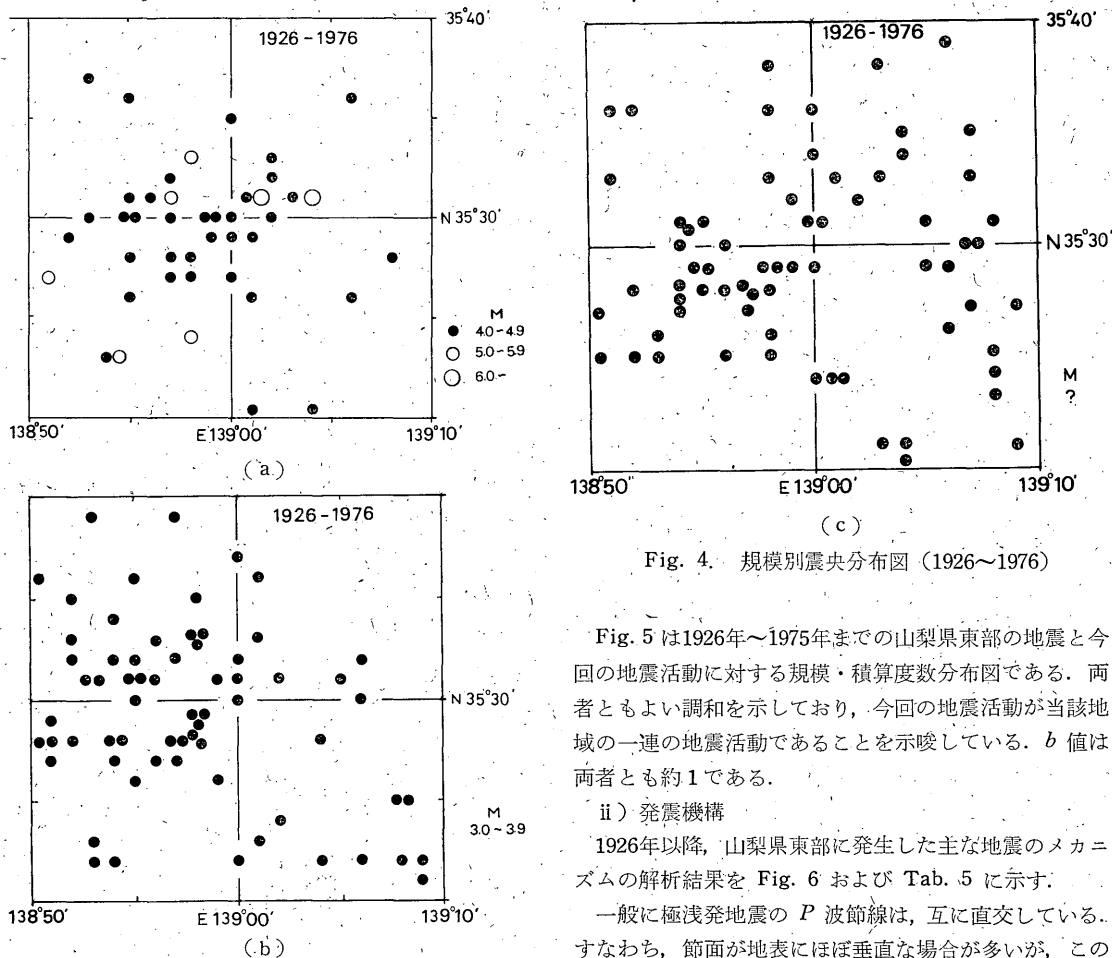 35°40′
1926-1976
N 35°30′
M
4.0-4.9
5.0-5.9
6.0-
138°50′
E 139°00′
139°10′
(a)
1926-1976
N 35°30′
M
3.0~3.9
138°50′
E 139°00′
139°10′
(b)
35°40′
1926-1976
N 35°30′
M
?
138°50″
E 139°00′
139°10′
(c)
Fig. 4. 規模別震央分布図 (1926～1976)
Fig. 5 は1926年～1975年までの山梨県東部の地震と今
回の地震活動に対する規模・積算度数分布図である．両
者ともよい調和を示しており，今回の地震活動が当該地
域の一連の地震活動であることを示唆している．b 値は
両者とも約1である．
ⅱ) 発震機構
1926年以降，山梨県東部に発生した主な地震のメカニ
ズムの解析結果を Fig. 6 および Tab. 5 に示す．
一般に極浅発地震の P 波節線は，互に直交している．
すなわち，節面が地表にほぼ垂直な場合が多いが，この